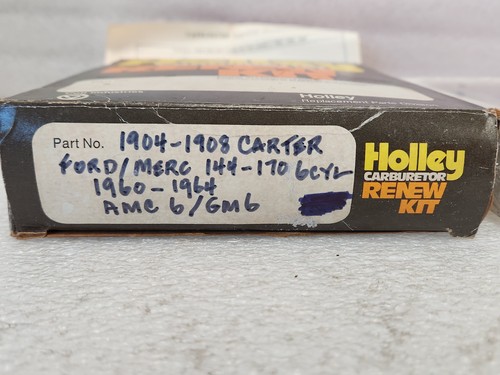 Holley
Replacement Parts
Part No. 1904-1908 CARTER
FORD/MERC 144-170 6CYL
1960-1964
AMC 6/GM6
Holley
CARBURETOR
RENEW
KIT